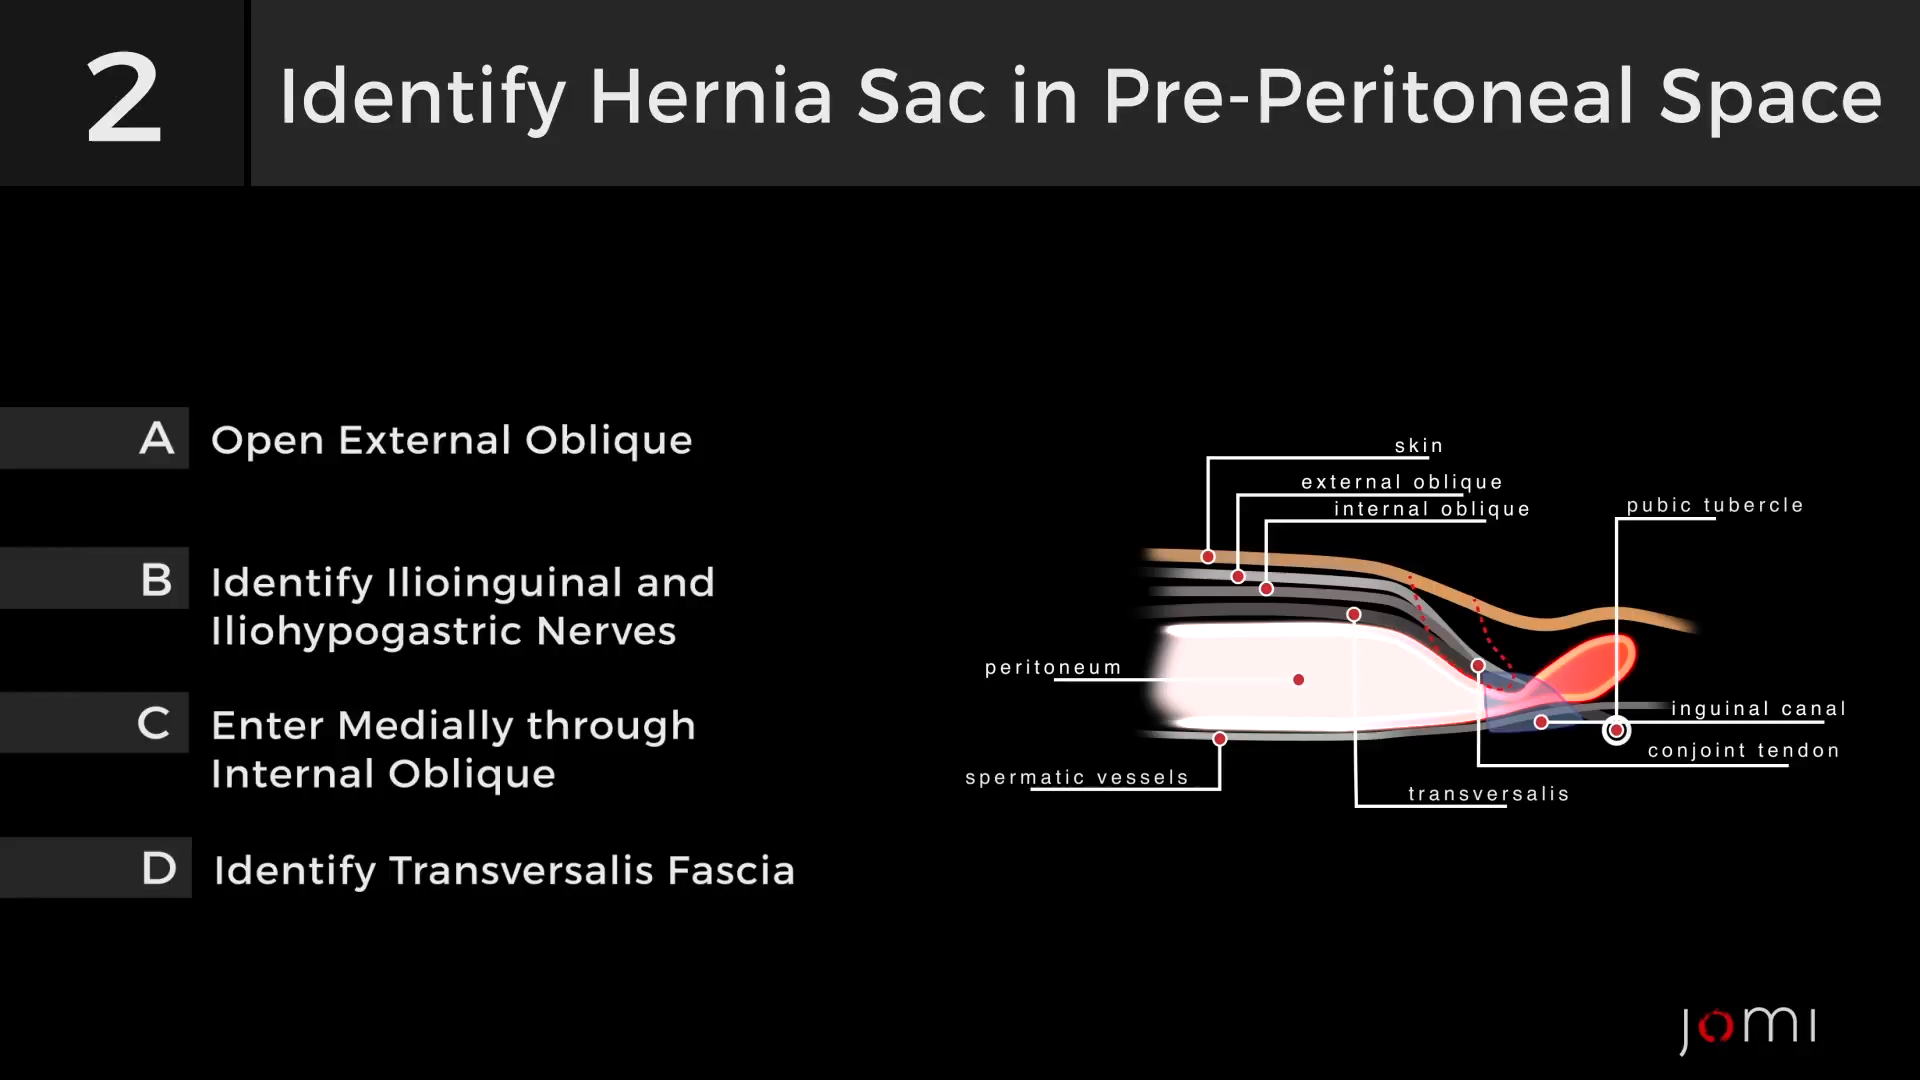 2
Identify Hernia Sac in Pre-Peritoneal Space
A
Open External Oblique
B
Identify Ilioinguinal and
Iliohypogastric Nerves
C
Enter Medially through
Internal Oblique
D
Identify Transversalis Fascia
skin
external oblique
internal oblique
pubic tubercle
peritoneum
inguinal canal
conjoint tendon
spermatic vessels
transversalis
jomi